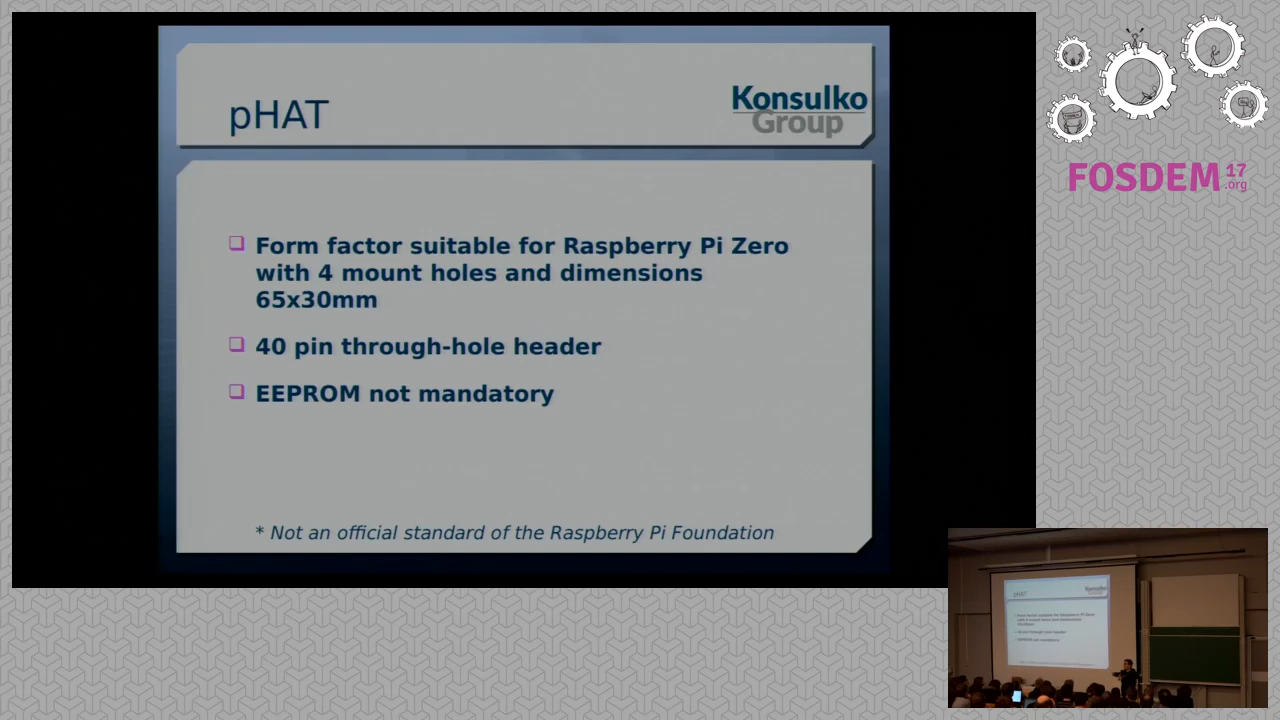 pHAT
Konsulko
Group
Form factor suitable for Raspberry Pi Zero
with 4 mount holes and dimensions
65x30mm
40 pin through-hole header
EEPROM not mandatory
* Not an official standard of the Raspberry Pi Foundation
FOSDEM 17
.org